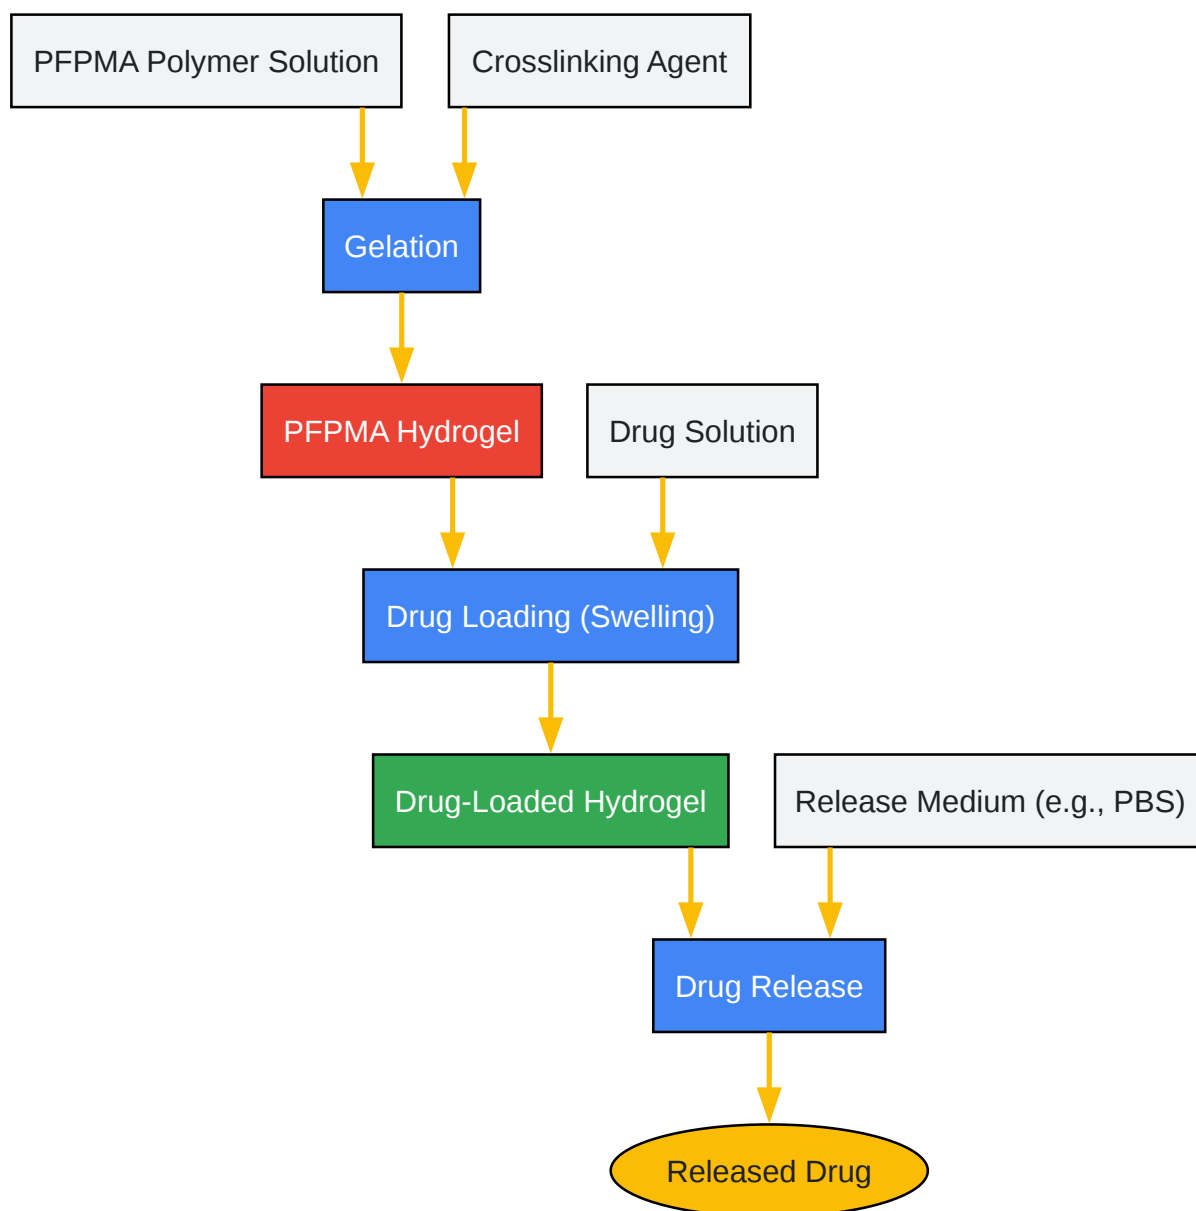 PFPMA Polymer Solution
Crosslinking Agent
Gelation
PFPMA Hydrogel
Drug Solution
Drug Loading (Swelling)
Drug-Loaded Hydrogel
Release Medium (e.g., PBS)
Drug Release
Released Drug